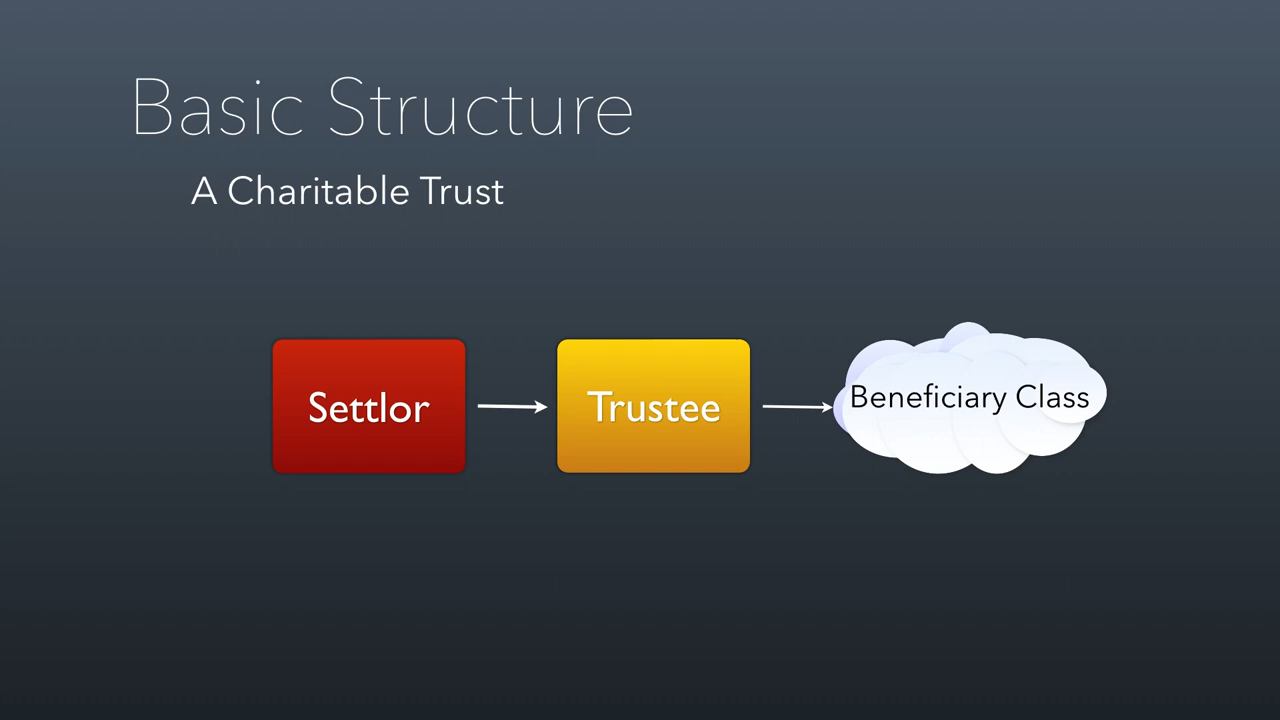 Basic Structure
A Charitable Trust
Settlor
Trustee
Beneficiary Class